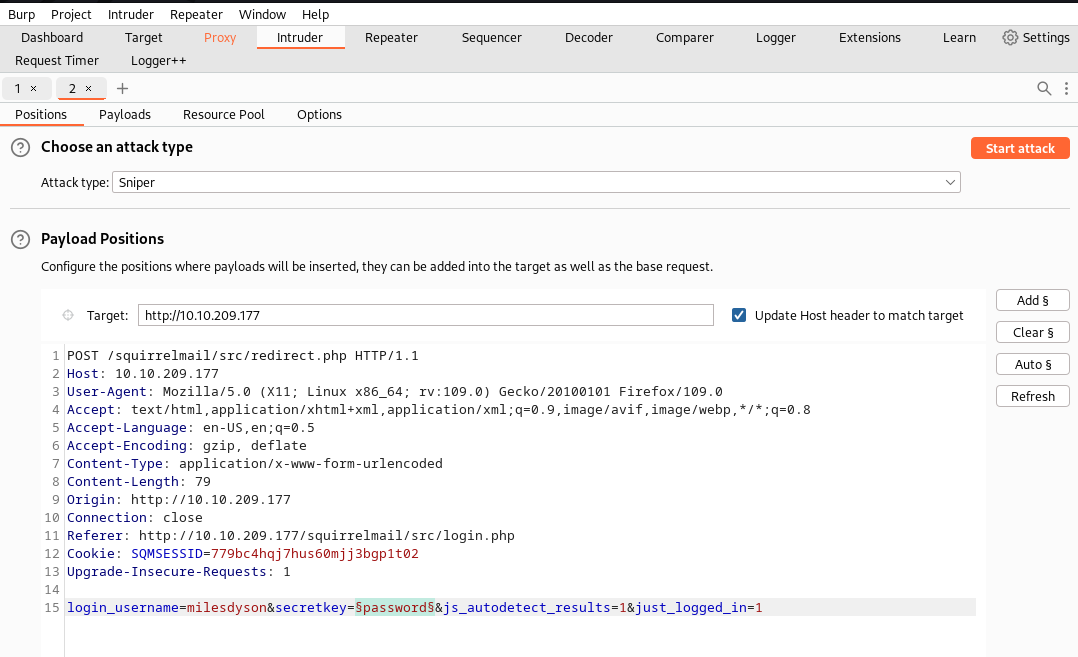 Burp Project Intruder Repeater Window Help
Dashboard Target Proxy Intruder Repeater Sequencer Decoder Comparer Logger Extensions Learn Settings
Request Timer Logger++
1 × 2 × +
Positions Payloads Resource Pool Options
? Choose an attack type Start attack
Attack type: Sniper
? Payload Positions
Configure the positions where payloads will be inserted, they can be added into the target as well as the base request.
Add §
Target: http://10.10.209.177 Update Host header to match target
Clear §
Auto §
Refresh
1 POST /squirrelmail/src/redirect.php HTTP/1.1
2 Host: 10.10.209.177
3 User-Agent: Mozilla/5.0 (X11; Linux x86_64; rv:109.0) Gecko/20100101 Firefox/109.0
4 Accept: text/html,application/xhtml+xml,application/xml;q=0.9,image/avif,image/webp,*/*;q=0.8
5 Accept-Language: en-US,en;q=0.5
6 Accept-Encoding: gzip, deflate
7 Content-Type: application/x-www-form-urlencoded
8 Content-Length: 79
9 Origin: http://10.10.209.177
10 Connection: close
11 Referer: http://10.10.209.177/squirrelmail/src/login.php
12 Cookie: SQMSESSID=779bc4hqj7hus60mjj3bgp1t02
13 Upgrade-Insecure-Requests: 1
14
15 login_username=milesdyson&secretkey=§password§&js_autodetect_results=1&just_logged_in=1